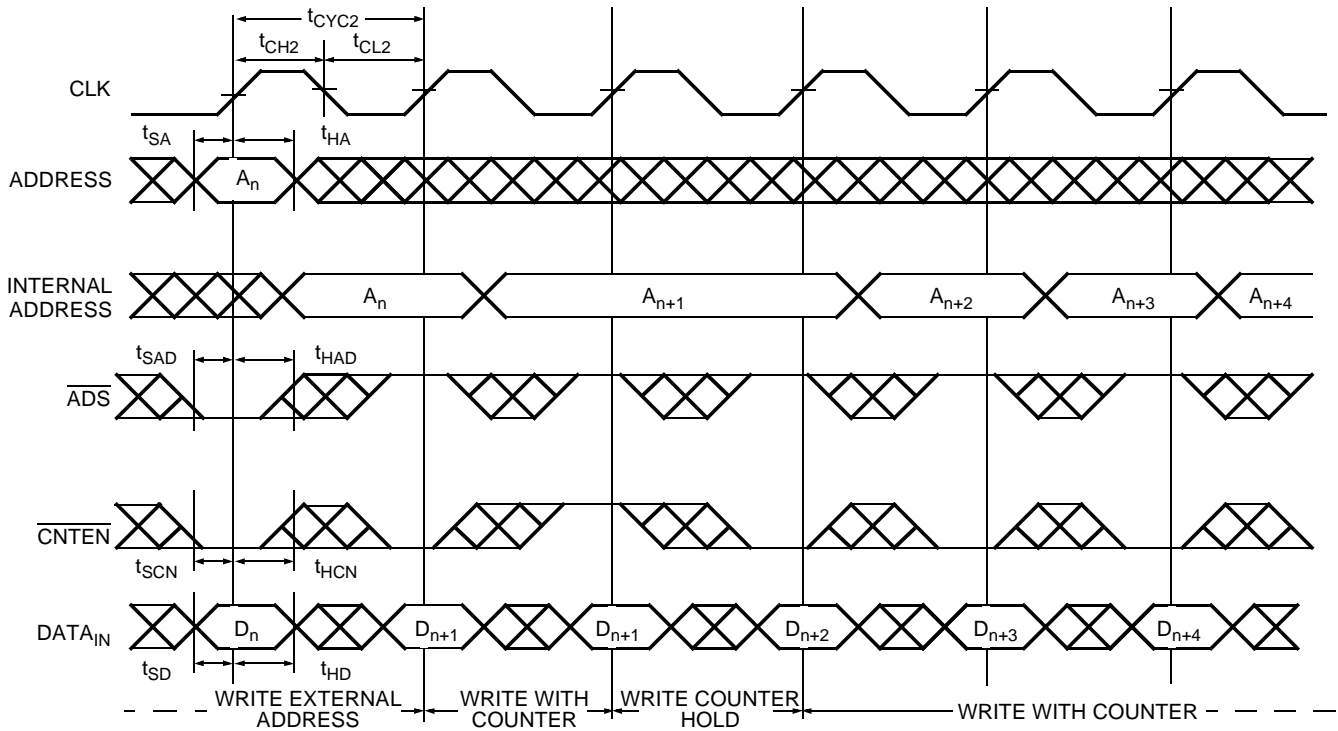 tCYC2
tCH2
tCL2
CLK
tSA
tHA
ADDRESS
An
INTERNAL
ADDRESS
An
An+1
An+2
An+3
An+4
tSAD
tHAD
ADS
CNTEN
tSCN
tHCN
DATAIN
Dn
Dn+1
Dn+1
Dn+2
Dn+3
Dn+4
tSD
tHD
WRITE EXTERNAL
ADDRESS
WRITE WITH
COUNTER
WRITE COUNTER
HOLD
WRITE WITH COUNTER